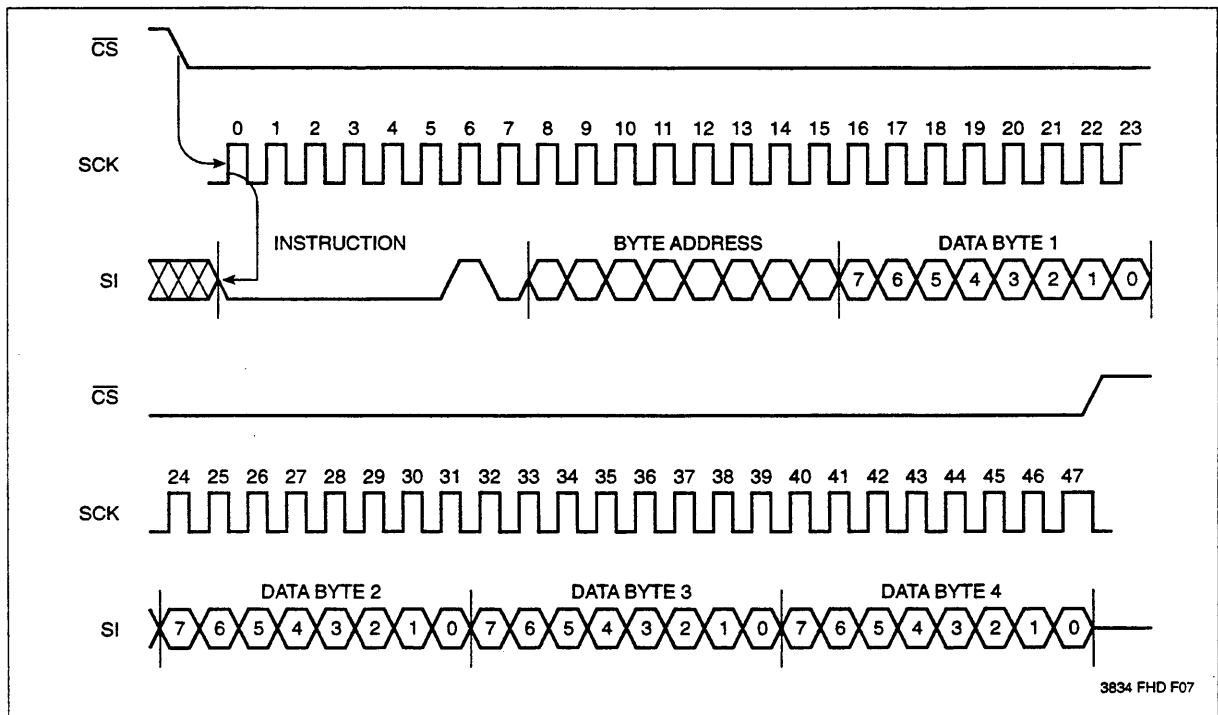 CS
0 1 2 3 4 5 6 7 8 9 10 11 12 13 14 15 16 17 18 19 20 21 22 23
SCK
INSTRUCTION BYTE ADDRESS DATA BYTE 1
SI 7 6 5 4 3 2 1 0
CS
24 25 26 27 28 29 30 31 32 33 34 35 36 37 38 39 40 41 42 43 44 45 46 47
SCK
DATA BYTE 2 DATA BYTE 3 DATA BYTE 4
SI 7 6 5 4 3 2 1 0 7 6 5 4 3 2 1 0 7 6 5 4 3 2 1 0
3834 FHD F07